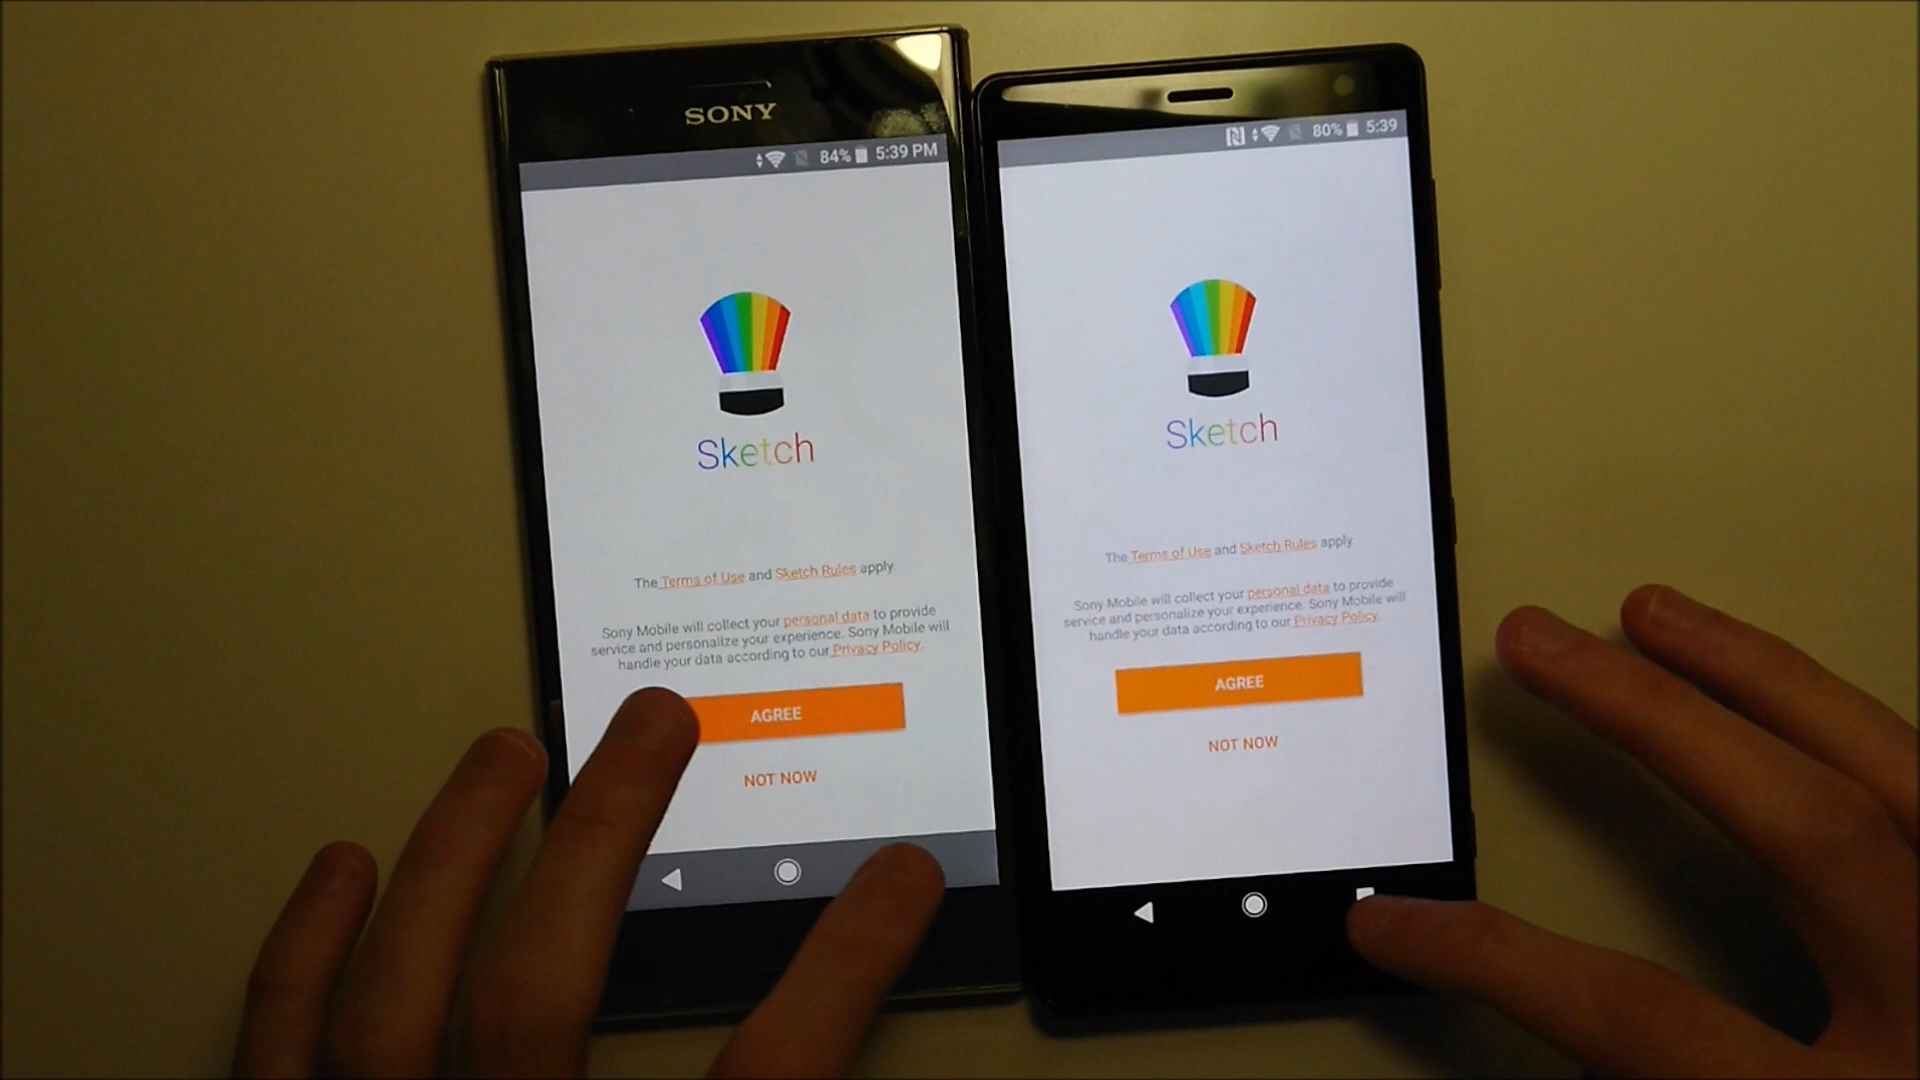 SONY
84% 5:39 PM
Sketch
The Terms of Use and Sketch Rules apply.
Sony Mobile will collect your personal data to provide
service and personalize your experience. Sony Mobile will
handle your data according to our Privacy Policy.
AGREE
NOT NOW
80% 5:39
Sketch
The Terms of Use and Sketch Rules apply.
Sony Mobile will collect your personal data to provide
service and personalize your experience. Sony Mobile will
handle your data according to our Privacy Policy.
AGREE
NOT NOW